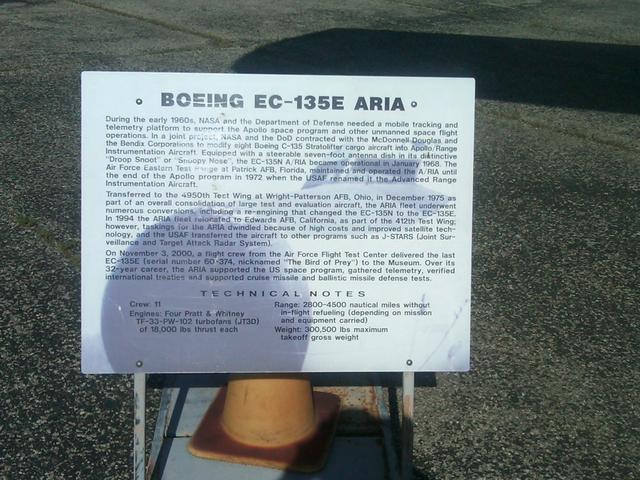 BOEING EC-135E ARIA
During the early 1960s, NASA and the Department of Defense needed a mobile tracking and
telemetry platform to support the Apollo space program and other unmanned space flight
operations. In a joint project, NASA and the DoD contracted with the McDonnell Douglas and
the Bendix Corporations to modify eight Boeing C-135 Stratolifter cargo aircraft into Apollo/Range
Instrumentation Aircraft. Equipped with a steerable seven-foot antenna dish in its distinctive
"Droop Snoot" or "Snoopy Nose", the EC-135N A/RIA became operational in January 1968. The
Air Force Eastern Test Range at Patrick AFB, Florida, maintained and operated the A/RIA until
the end of the Apollo program in 1972 when the USAF renamed it the Advanced Range
Instrumentation Aircraft.
Transferred to the 4950th Test Wing at Wright-Patterson AFB, Ohio, in December 1975 as
part of an overall consolidation of large test and evaluation aircraft, the ARIA fleet underwent
numerous conversions, including a re-engining that changed the EC-135N to the EC-135E.
In 1994 the ARIA fleet relocated to Edwards AFB, California, as part of the 412th Test Wing;
however, taskings for the ARIA dwindled because of high costs and improved satellite tech-
nology, and the USAF transferred the aircraft to other programs such as J-STARS (Joint Sur-
veillance and Target Attack Radar System).
On November 3, 2000, a flight crew from the Air Force Flight Test Center delivered the last
EC-135E (serial number 60-374, nicknamed "The Bird of Prey") to the Museum. Over its
32-year career, the ARIA supported the US space program, gathered telemetry, verified
international treaties and supported cruise missile and ballistic missile defense tests.
TECHNICAL NOTES
Crew: 11
Engines: Four Pratt & Whitney
TF-33-PW-102 turbofans (JT3D)
of 18,000 lbs thrust each
Range: 2800-4500 nautical miles without
in-flight refueling (depending on mission
and equipment carried)
Weight: 300,500 lbs maximum
takeoff gross weight